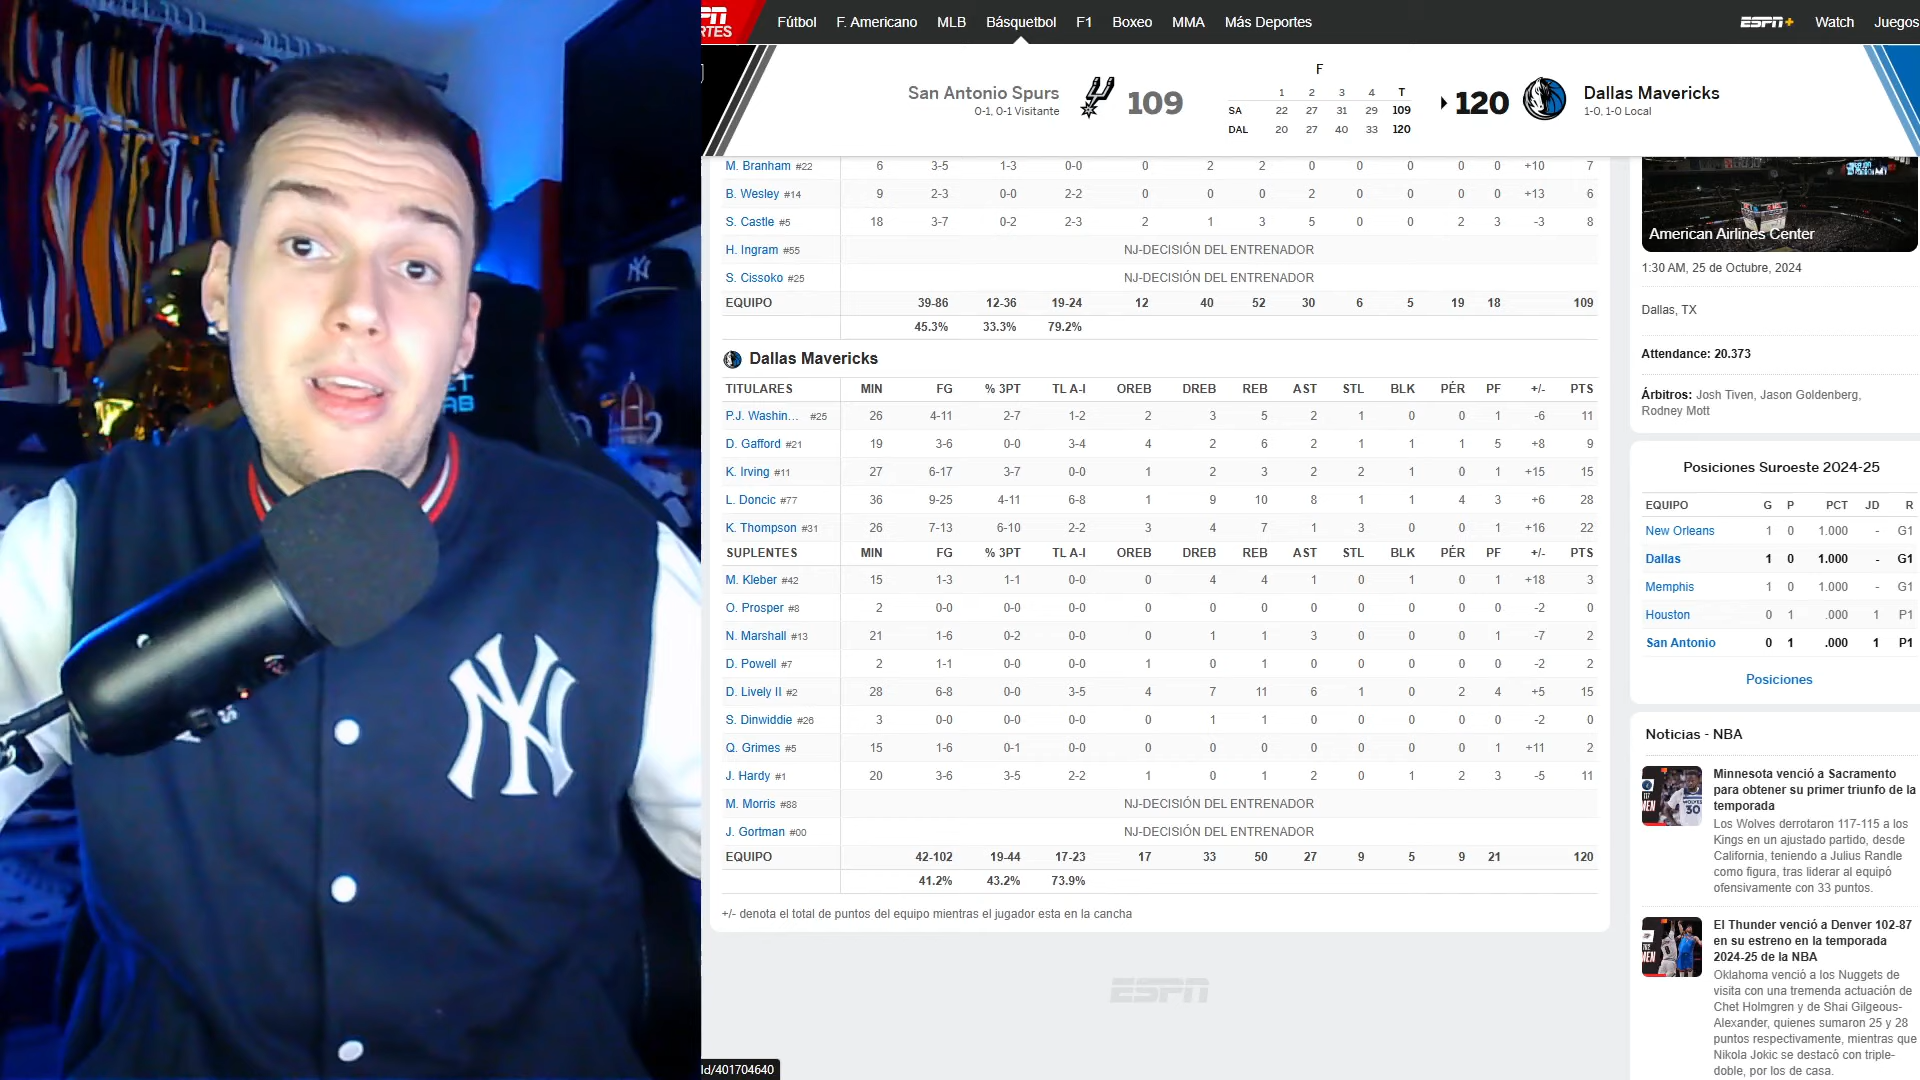 Fútbol F. Americano MLB Básquetbol F1 Boxeo MMA Más Deportes ESPN+ Watch Juegos
San Antonio Spurs 109
0-1, 0-1 Visitante
F
1 2 3 4 T
SA 22 27 31 29 109
DAL 20 27 40 33 120
120 Dallas Mavericks
1-0, 1-0 Local
M. Branham #22 6 3-5 1-3 0-0 0 2 2 0 0 0 0 0 +10 7
B. Wesley #14 9 2-3 0-0 2-2 0 0 0 2 0 0 0 0 +13 6
S. Castle #5 18 3-7 0-2 2-3 2 1 3 5 0 0 2 3 -3 8
H. Ingram #55 NJ-DECISIÓN DEL ENTRENADOR
S. Cissoko #25 NJ-DECISIÓN DEL ENTRENADOR
EQUIPO 39-86 12-36 19-24 12 40 52 30 6 5 19 18 109
45.3% 33.3% 79.2%
Dallas Mavericks
TITULARES MIN FG % 3PT TL A-I OREB DREB REB AST STL BLK PÉR PF +/- PTS
P.J. Washin... #25 26 4-11 2-7 1-2 2 3 5 2 1 0 0 1 -6 11
D. Gafford #21 19 3-6 0-0 3-4 4 2 6 2 1 1 1 5 +8 9
K. Irving #11 27 6-17 3-7 0-0 1 2 3 2 2 1 0 1 +15 15
L. Doncic #77 36 9-25 4-11 6-8 1 9 10 8 1 1 4 3 +6 28
K. Thompson #31 26 7-13 6-10 2-2 3 4 7 1 3 0 0 1 +16 22
SUPLENTES MIN FG % 3PT TL A-I OREB DREB REB AST STL BLK PÉR PF +/- PTS
M. Kleber #42 15 1-3 1-1 0-0 0 4 4 1 0 1 0 1 +18 3
O. Prosper #8 2 0-0 0-0 0-0 0 0 0 0 0 0 0 0 -2 0
N. Marshall #13 21 1-6 0-2 0-0 0 1 1 3 0 0 0 1 -7 2
D. Powell #7 2 1-1 0-0 0-0 1 0 1 0 0 0 0 0 -2 2
D. Lively II #2 28 6-8 0-0 3-5 4 7 11 6 1 0 2 4 +5 15
S. Dinwiddie #26 3 0-0 0-0 0-0 0 1 1 0 0 0 0 0 -2 0
Q. Grimes #5 15 1-6 0-1 0-0 0 0 0 0 0 0 0 1 +11 2
J. Hardy #1 20 3-6 3-5 2-2 1 0 1 2 0 1 2 3 -5 11
M. Morris #88 NJ-DECISIÓN DEL ENTRENADOR
J. Gortman #00 NJ-DECISIÓN DEL ENTRENADOR
EQUIPO 42-102 19-44 17-23 17 33 50 27 9 5 9 21 120
41.2% 43.2% 73.9%
+/- denota el total de puntos del equipo mientras el jugador esta en la cancha
ESPN
ld/401704640
American Airlines Center
1:30 AM, 25 de Octubre, 2024
Dallas, TX
Attendance: 20.373
Árbitros: Josh Tiven, Jason Goldenberg,
Rodney Mott
Posiciones Suroeste 2024-25
EQUIPO G P PCT JD R
New Orleans 1 0 1.000 - G1
Dallas 1 0 1.000 - G1
Memphis 1 0 1.000 - G1
Houston 0 1 .000 1 P1
San Antonio 0 1 .000 1 P1
Posiciones
Noticias - NBA
Minnesota venció a Sacramento
para obtener su primer triunfo de la
temporada
Los Wolves derrotaron 117-115 a los
Kings en un ajustado partido, desde
California, teniendo a Julius Randle
como figura, tras liderar al equipó
ofensivamente con 33 puntos.
El Thunder venció a Denver 102-87
en su estreno en la temporada
2024-25 de la NBA
Oklahoma venció a los Nuggets de
visita con una tremenda actuación de
Chet Holmgren y de Shai Gilgeous-
Alexander, quienes sumaron 25 y 28
puntos respectivamente, mientras que
Nikola Jokic se destacó con triple-
doble, por los de casa.
NY